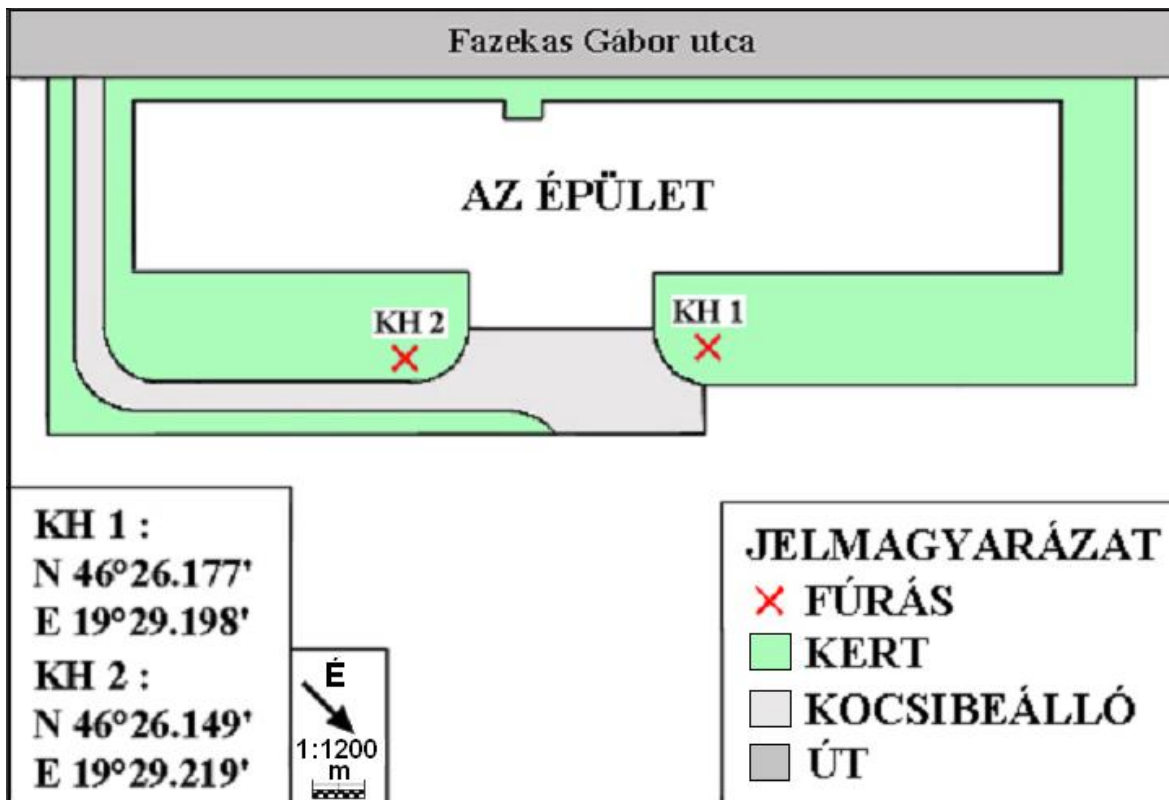 Fazekas Gábor utca
AZ ÉPÜLET
KH 2
KH 1
KH 1 :
N 46°26.177'
E 19°29.198'
KH 2 :
N 46°26.149'
E 19°29.219'
É
1:1200
m
JELMAGYARÁZAT
FÚRÁS
KERT
KOCSIBEÁLLÓ
ÚT